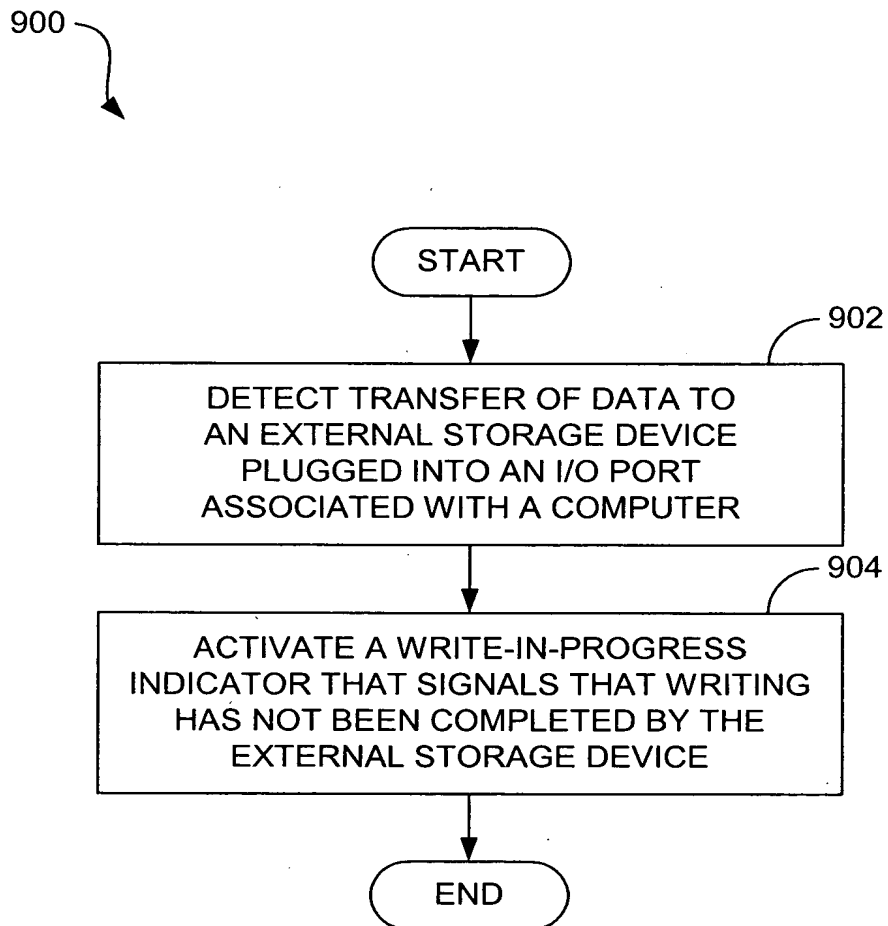 900
START
902
DETECT TRANSFER OF DATA TO
AN EXTERNAL STORAGE DEVICE
PLUGGED INTO AN I/O PORT
ASSOCIATED WITH A COMPUTER
904
ACTIVATE A WRITE-IN-PROGRESS
INDICATOR THAT SIGNALS THAT WRITING
HAS NOT BEEN COMPLETED BY THE
EXTERNAL STORAGE DEVICE
END